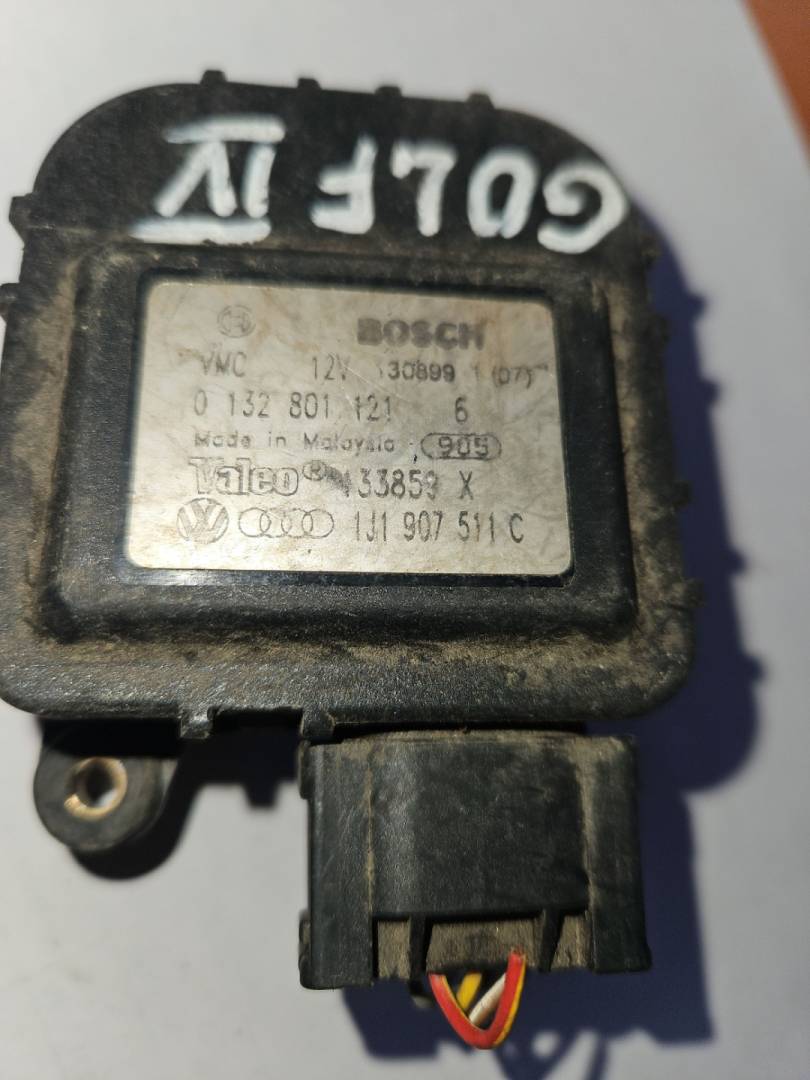 GOLF IV
BOSCH
VMC 12V 130899 1 (07)
0 132 801 121 6
Made in Malaysia 905
Valeo® 133859 X
1J1 907 511 C